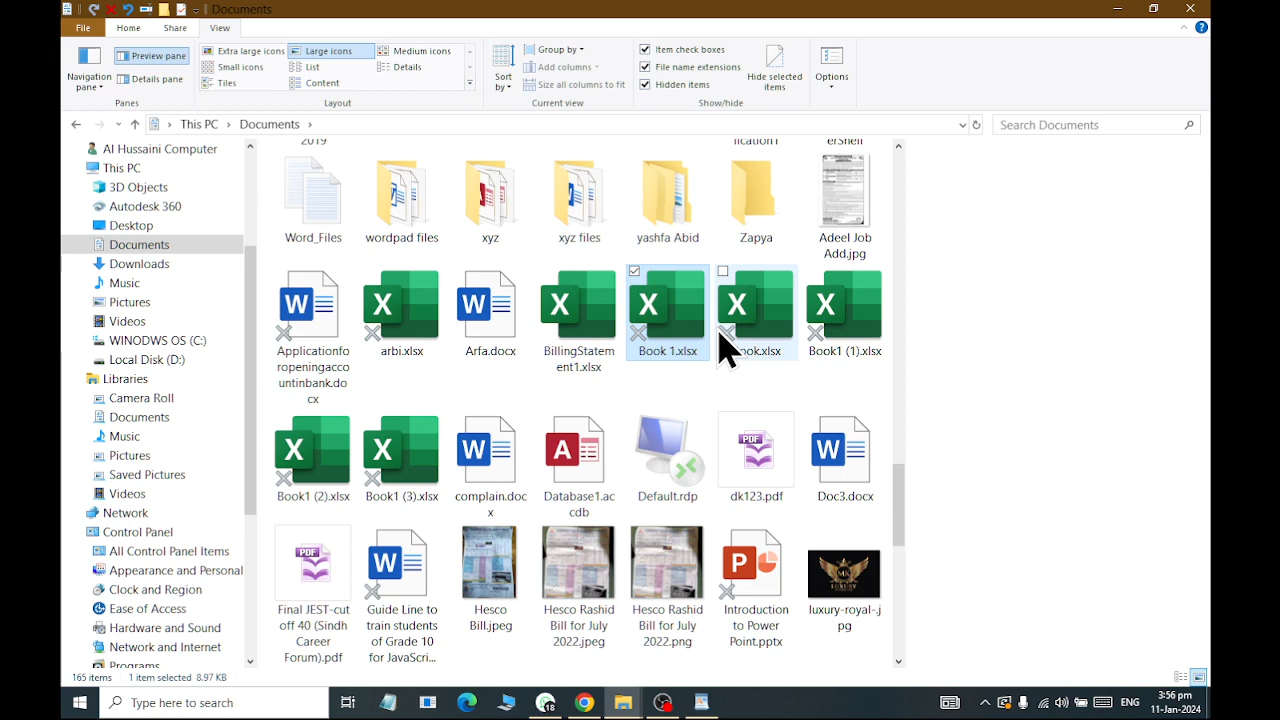 Documents
File Home Share View
Navigation pane
Preview pane
Details pane
Panes
Extra large icons Large icons Medium icons
Small icons List Details
Tiles Content
Layout
Sort by
Group by
Add columns
Size all columns to fit
Current view
Item check boxes
File name extensions
Hidden items
Hide selected items
Show/hide
Options
This PC › Documents ›
Search Documents
Al Hussaini Computer
This PC
3D Objects
Autodesk 360
Desktop
Documents
Downloads
Music
Pictures
Videos
WINODWS OS (C:)
Local Disk (D:)
Libraries
Camera Roll
Documents
Music
Pictures
Saved Pictures
Videos
Network
Control Panel
All Control Panel Items
Appearance and Personal
Clock and Region
Ease of Access
Hardware and Sound
Network and Internet
Programs
2019
Word_Files wordpad files xyz xyz files yashfa Abid Zapya Adeel Job
Add.jpg
Applicationfo arbi.xlsx Arfa.docx BillingStatem Book 1.xlsx ook.xlsx Book1 (1).xlsx
ropeningacco ent1.xlsx
untinbank.do
cx
Book1 (2).xlsx Book1 (3).xlsx complain.doc Database1.ac Default.rdp dk123.pdf Doc3.docx
x cdb
Final JEST-cut Guide Line to Hesco Hesco Rashid Hesco Rashid Introduction luxury-royal-.j
off 40 (Sindh train students Bill.jpeg Bill for July Bill for July to Power pg
Career of Grade 10 2022.jpeg 2022.png Point.pptx
Forum).pdf for JavaScri...
165 items 1 item selected 8.97 KB
Type here to search
ENG
3:56 pm
11-Jan-2024